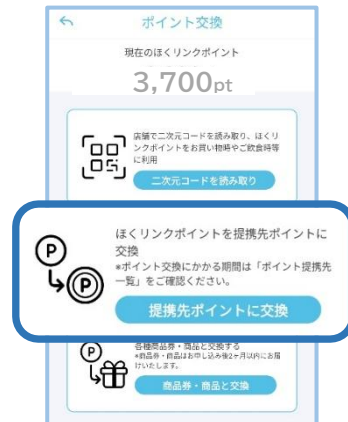 ポイント交換
現在のほくリンクポイント
3,700pt
店舗で二次元コードを読み取り、ほくリ
ンクポイントをお買い物時やご飲食時等
に利用
二次元コードを読み取り
ほくリンクポイントを提携先ポイントに
交換
*ポイント交換にかかる期間は「ポイント提携先
一覧」をご確認ください。
提携先ポイントに交換
各種商品券・商品と交換する
*商品券・商品はお申し込み後2ヶ月以内にお届
けいたします。
商品券・商品と交換